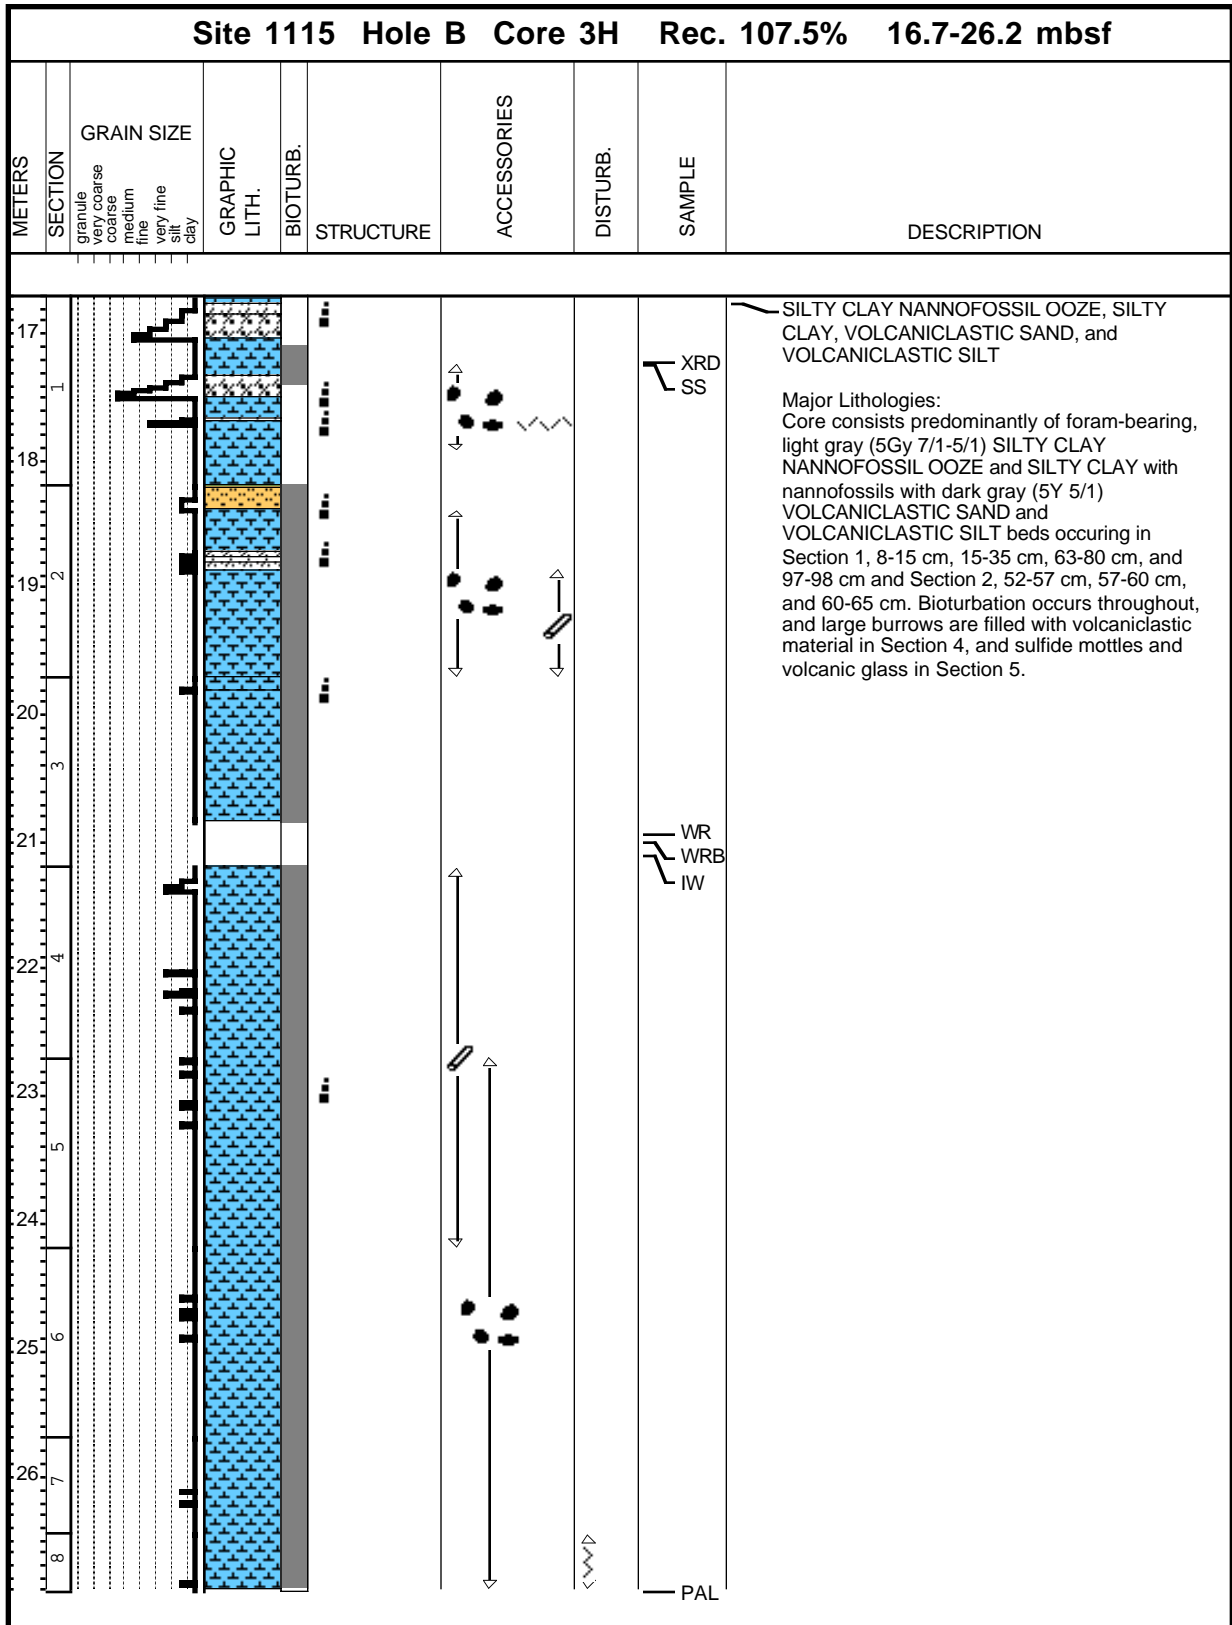 Site 1115 Hole B Core 3H Rec. 107.5% 16.7-26.2 mbsf
METERS
SECTION
GRAIN SIZE
granule
very coarse
coarse
medium
fine
very fine
silt
clay
GRAPHIC
LITH.
BIOTURB.
STRUCTURE
ACCESSORIES
DISTURB.
SAMPLE
DESCRIPTION
17
18
19
20
21
22
23
24
25
26
1
2
3
4
5
6
7
8
XRD
SS
WR
WRB
IW
PAL
SILTY CLAY NANNOFOSSIL OOZE, SILTY
CLAY, VOLCANICLASTIC SAND, and
VOLCANICLASTIC SILT
Major Lithologies:
Core consists predominantly of foram-bearing,
light gray (5Gy 7/1-5/1) SILTY CLAY
NANNOFOSSIL OOZE and SILTY CLAY with
nannofossils with dark gray (5Y 5/1)
VOLCANICLASTIC SAND and
VOLCANICLASTIC SILT beds occuring in
Section 1, 8-15 cm, 15-35 cm, 63-80 cm, and
97-98 cm and Section 2, 52-57 cm, 57-60 cm,
and 60-65 cm. Bioturbation occurs throughout,
and large burrows are filled with volcaniclastic
material in Section 4, and sulfide mottles and
volcanic glass in Section 5.